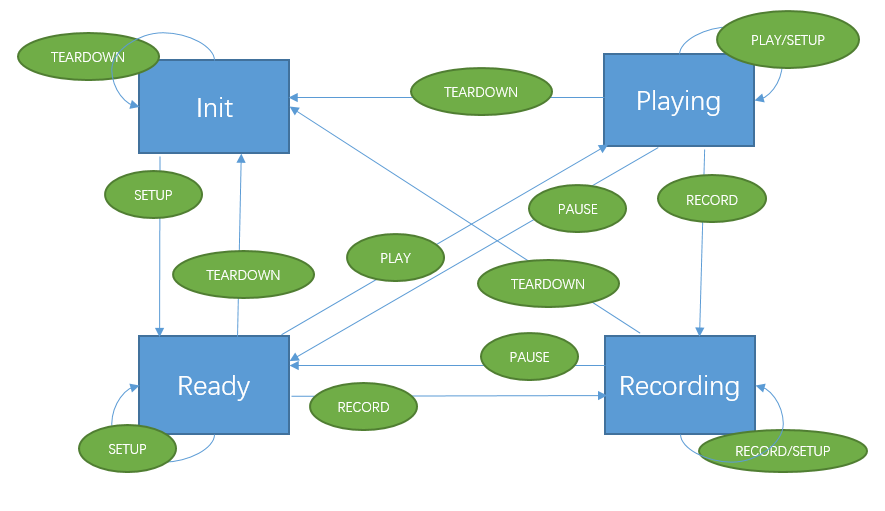 TEARDOWN
PLAY/SETUP
Init
TEARDOWN
Playing
SETUP
PAUSE
RECORD
TEARDOWN
PLAY
TEARDOWN
PAUSE
Ready
Recording
RECORD
SETUP
RECORD/SETUP